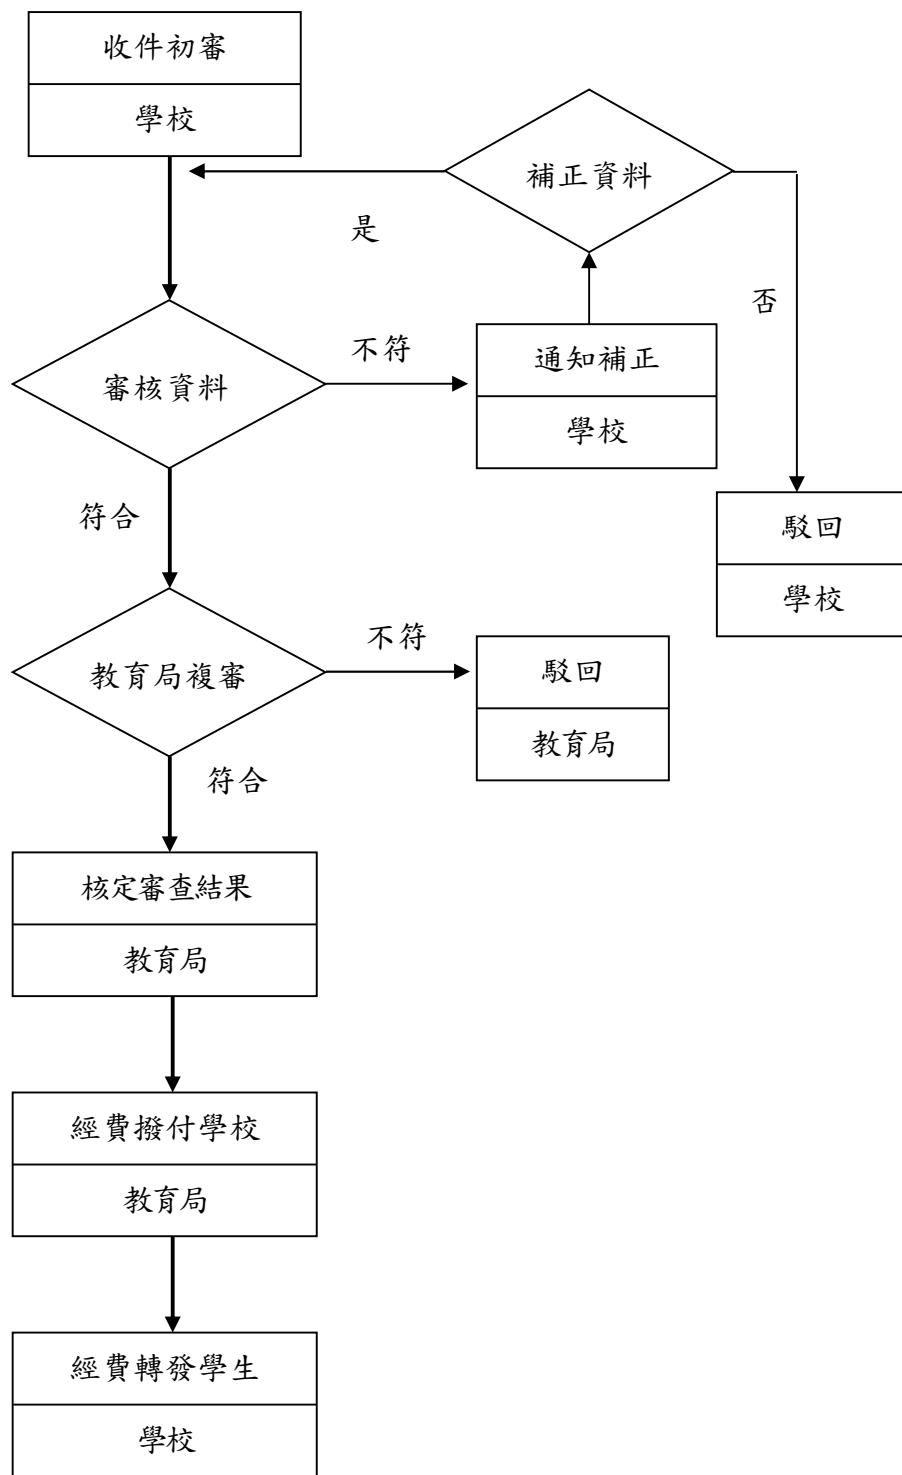 收件初審
學校
補正資料
是
否
不符
通知補正
審核資料
學校
符合
駁回
學校
不符
教育局複審
駁回
教育局
符合
核定審查結果
教育局
經費撥付學校
教育局
經費轉發學生
學校